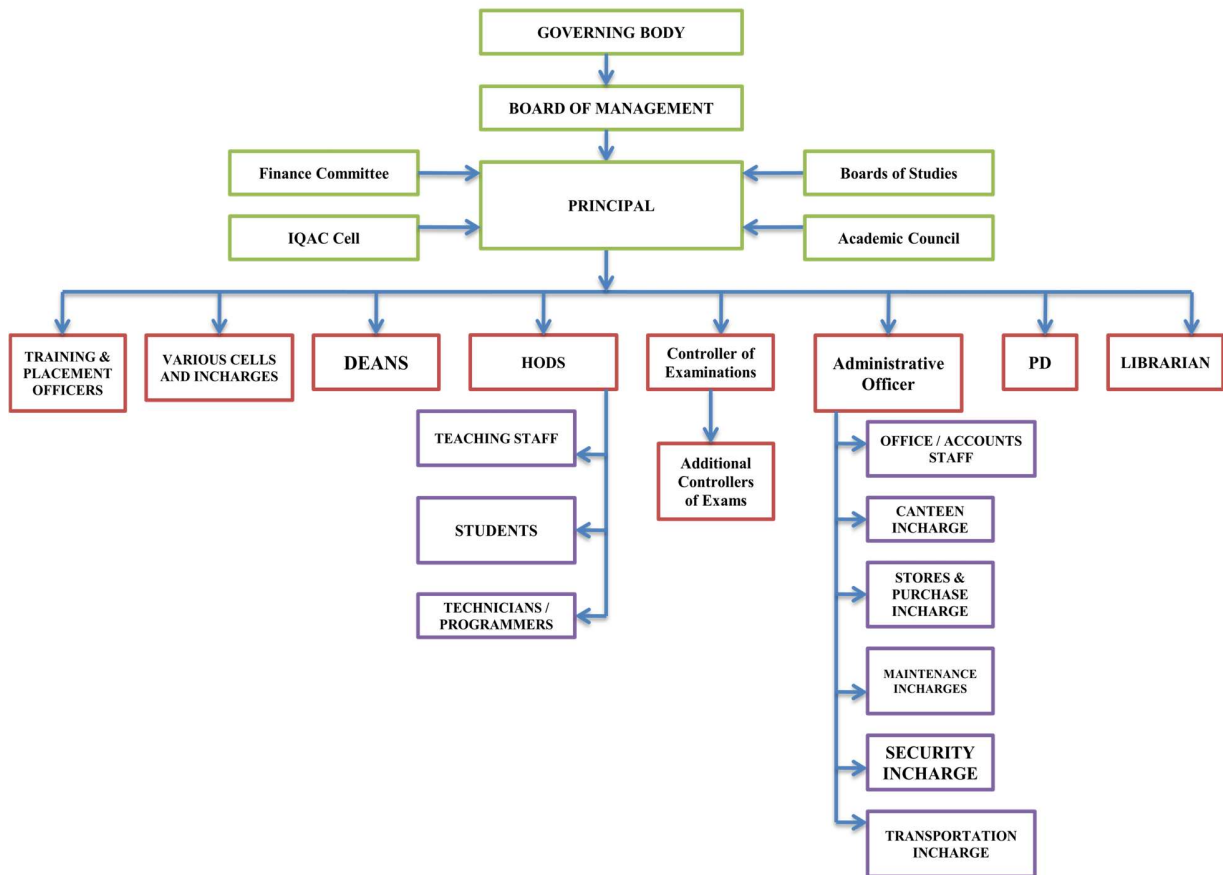 GOVERNING BODY
BOARD OF MANAGEMENT
Finance Committee
Boards of Studies
PRINCIPAL
IQAC Cell
Academic Council
TRAINING &
PLACEMENT
OFFICERS
VARIOUS CELLS
AND INCHARGES
DEANS
HODS
Controller of
Examinations
Administrative
Officer
PD
LIBRARIAN
TEACHING STAFF
STUDENTS
TECHNICIANS /
PROGRAMMERS
Additional
Controllers
of Exams
OFFICE / ACCOUNTS
STAFF
CANTEEN
INCHARGE
STORES &
PURCHASE
INCHARGE
MAINTENANCE
INCHARGES
SECURITY
INCHARGE
TRANSPORTATION
INCHARGE